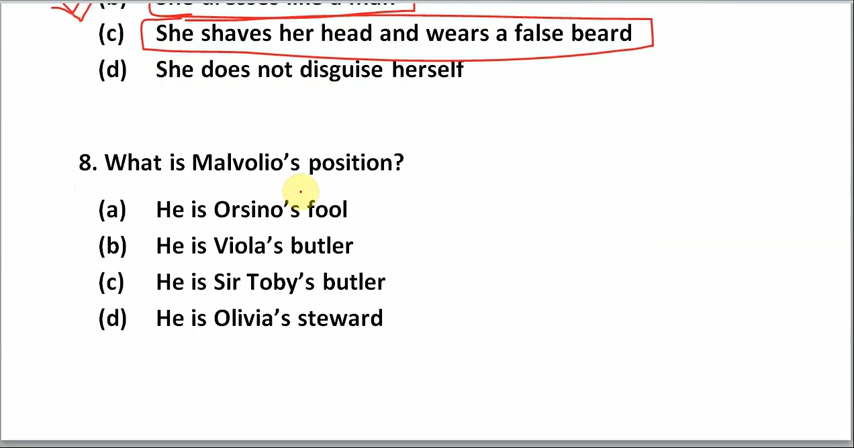 (c) She shaves her head and wears a false beard
(d) She does not disguise herself
8. What is Malvolio's position?
(a) He is Orsino's fool
(b) He is Viola's butler
(c) He is Sir Toby's butler
(d) He is Olivia's steward